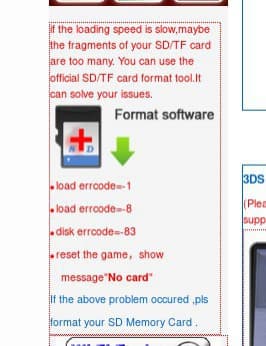 if the loading speed is slow,maybe
the fragments of your SD/TF card
are too many. You can use the
official SD/TF card format tool.It
can solve your issues.
Format software
S D
load errcode=-1
load errcode=-8
disk errcode=-83
reset the game，show
message"No card"
If the above problem occured ,pls
format your SD Memory Card .
3DS
(Plea
supp